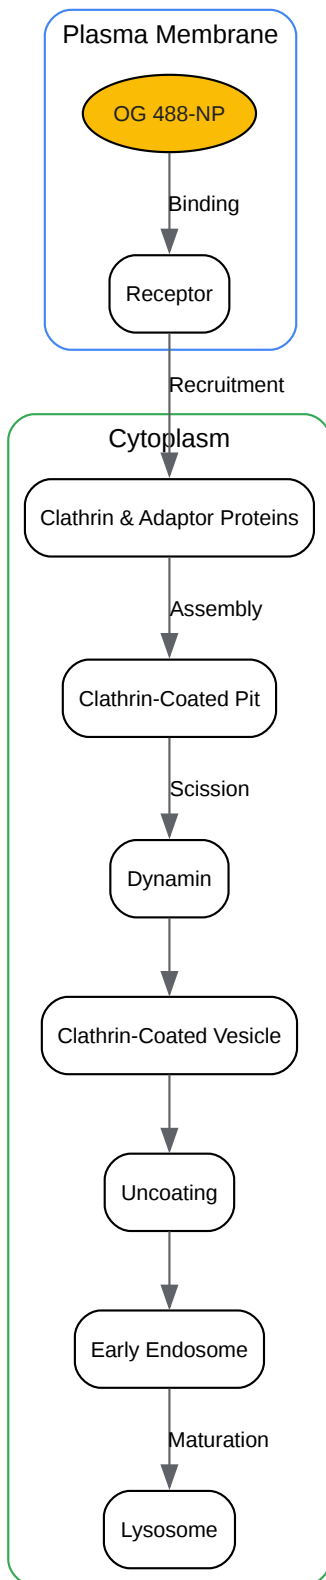 Plasma Membrane
OG 488-NP
Binding
Receptor
Recruitment
Cytoplasm
Clathrin & Adaptor Proteins
Assembly
Clathrin-Coated Pit
Scission
Dynamin
Clathrin-Coated Vesicle
Uncoating
Early Endosome
Maturation
Lysosome